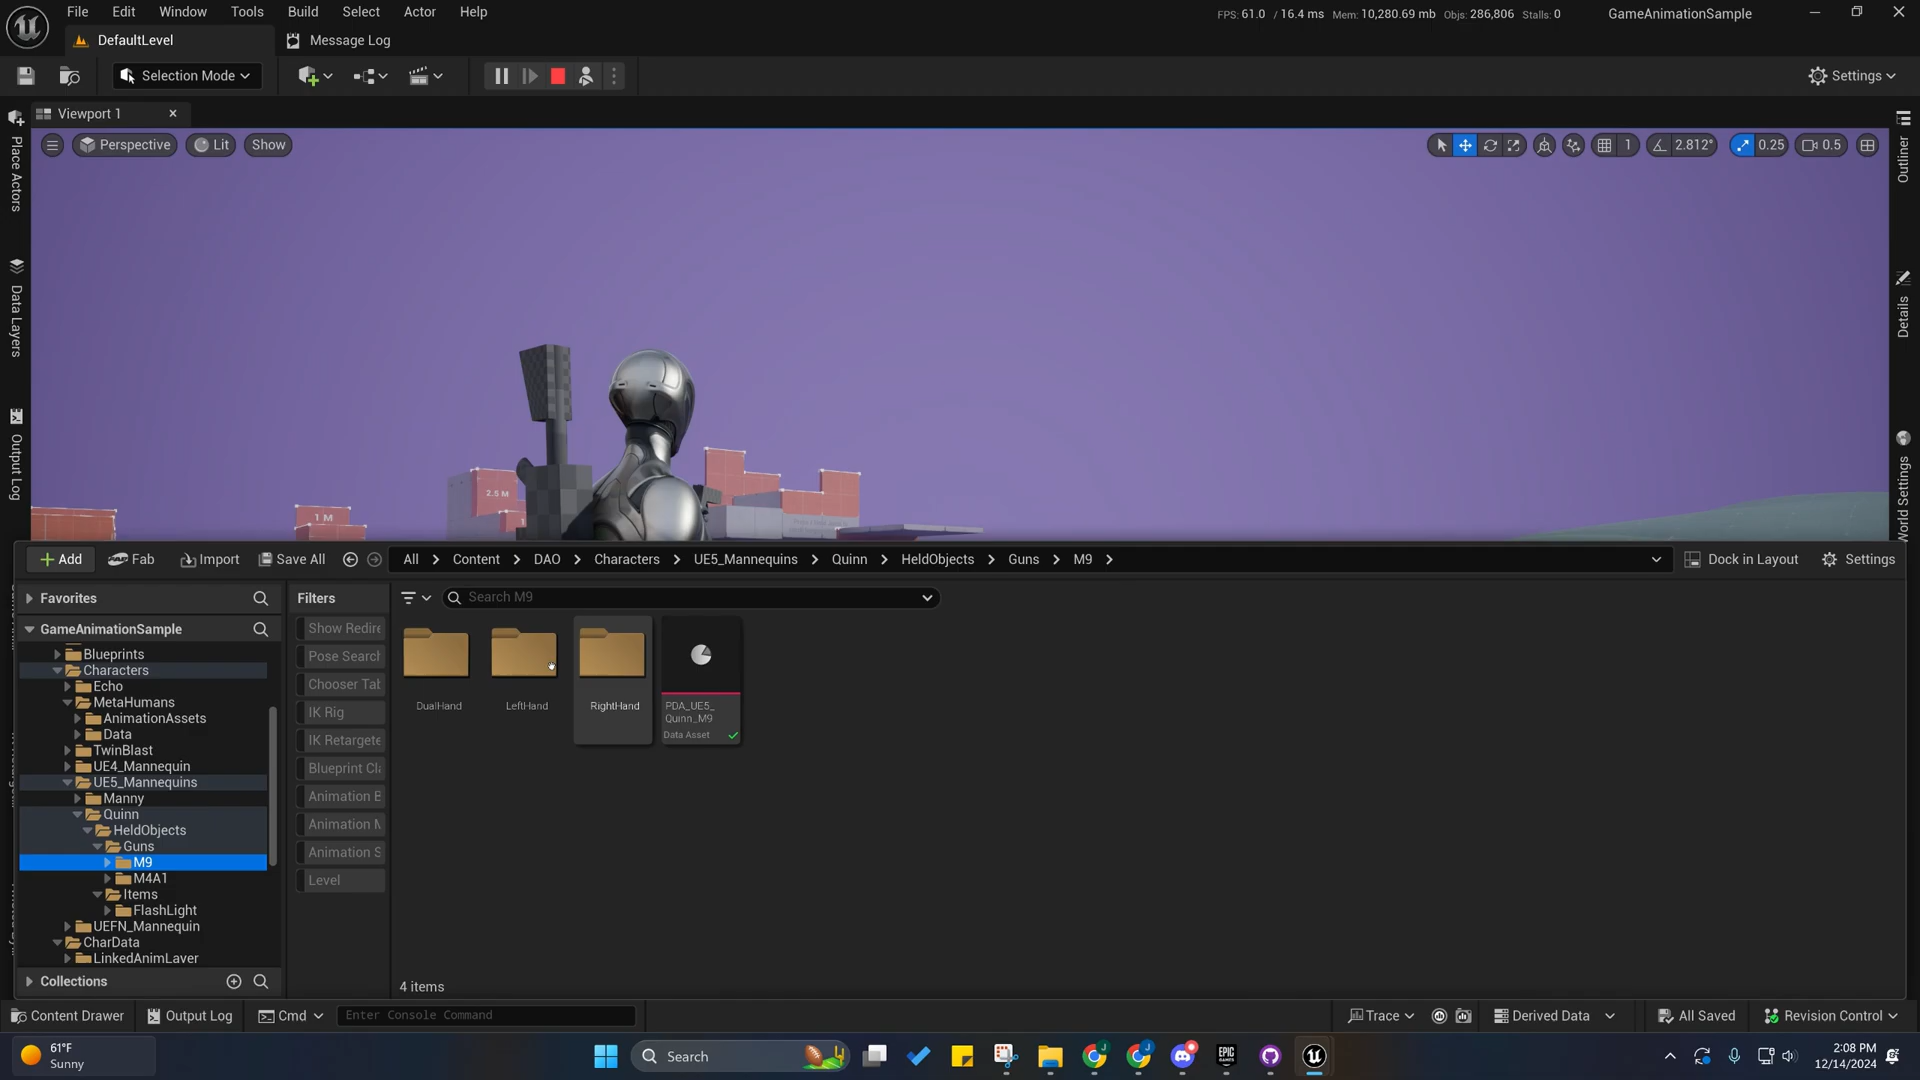 File Edit Window Tools Build Select Actor Help
FPS: 61.0 / 16.4 ms Mem: 10,280.69 mb Objs: 286,806 Stalls: 0
GameAnimationSample
DefaultLevel
Message Log
Selection Mode
Settings
Viewport 1
Perspective
Lit
Show
1
2.812°
0.25
0.5
Place Actors
Data Layers
Output Log
Outliner
Details
World Settings
2.5 M
1 M
1
Add
Fab
Import
Save All
All > Content > DAO > Characters > UE5_Mannequins > Quinn > HeldObjects > Guns > M9 >
Dock in Layout
Settings
Favorites
GameAnimationSample
Blueprints
Characters
Echo
MetaHumans
AnimationAssets
Data
TwinBlast
UE4_Mannequin
UE5_Mannequins
Manny
Quinn
HeldObjects
Guns
M9
M4A1
Items
FlashLight
UEFN_Mannequin
CharData
LinkedAnimLayer
Collections
Filters
Show Redire
Pose Search
Chooser Tab
IK Rig
IK Retargete
Blueprint Cl
Animation B
Animation M
Animation S
Level
Search M9
DualHand
LeftHand
RightHand
PDA_UE5_
Quinn_M9
Data Asset
4 items
Content Drawer
Output Log
Cmd
Enter Console Command
Trace
Derived Data
All Saved
Revision Control
61°F
Sunny
Search
EPIC
GAMES
2:08 PM
12/14/2024